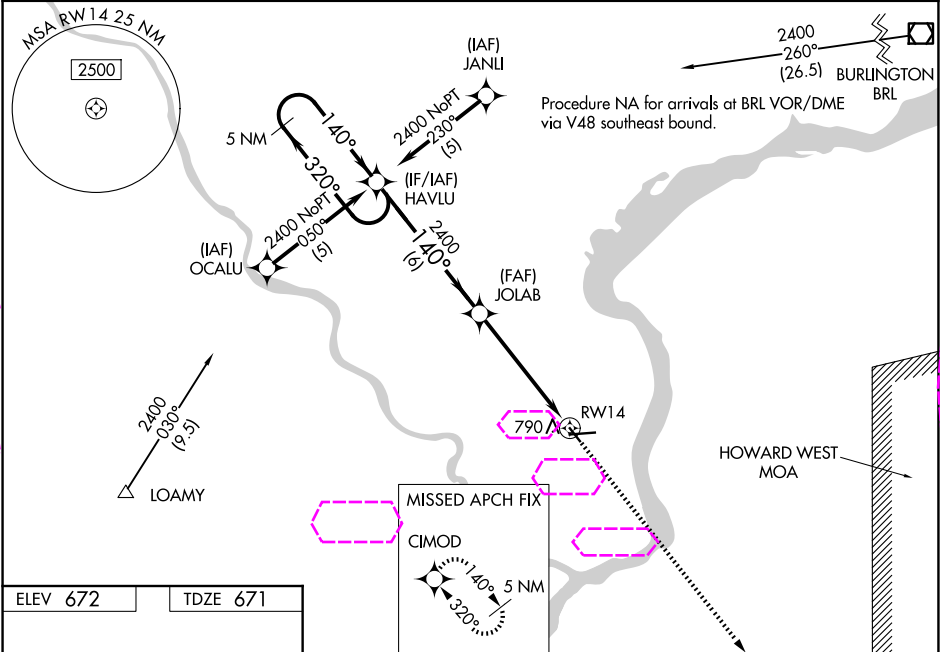 MSA RW14 25 NM
2500
(IAF)
JANLI
2400
260°
(26.5)
BURLINGTON
BRL
Procedure NA for arrivals at BRL VOR/DME
via V48 southeast bound.
5 NM
140°
320°
2400 NoPT
230°
(5)
(IF/IAF)
HAVLU
2400 NoPT
050°
(5)
(IAF)
OCALU
2400
140°
(6)
(FAF)
JOLAB
2400
030°
(9.5)
LOAMY
790
RW14
HOWARD WEST
MOA
MISSED APCH FIX
CIMOD
140°
320°
5 NM
ELEV 672
TDZE 671